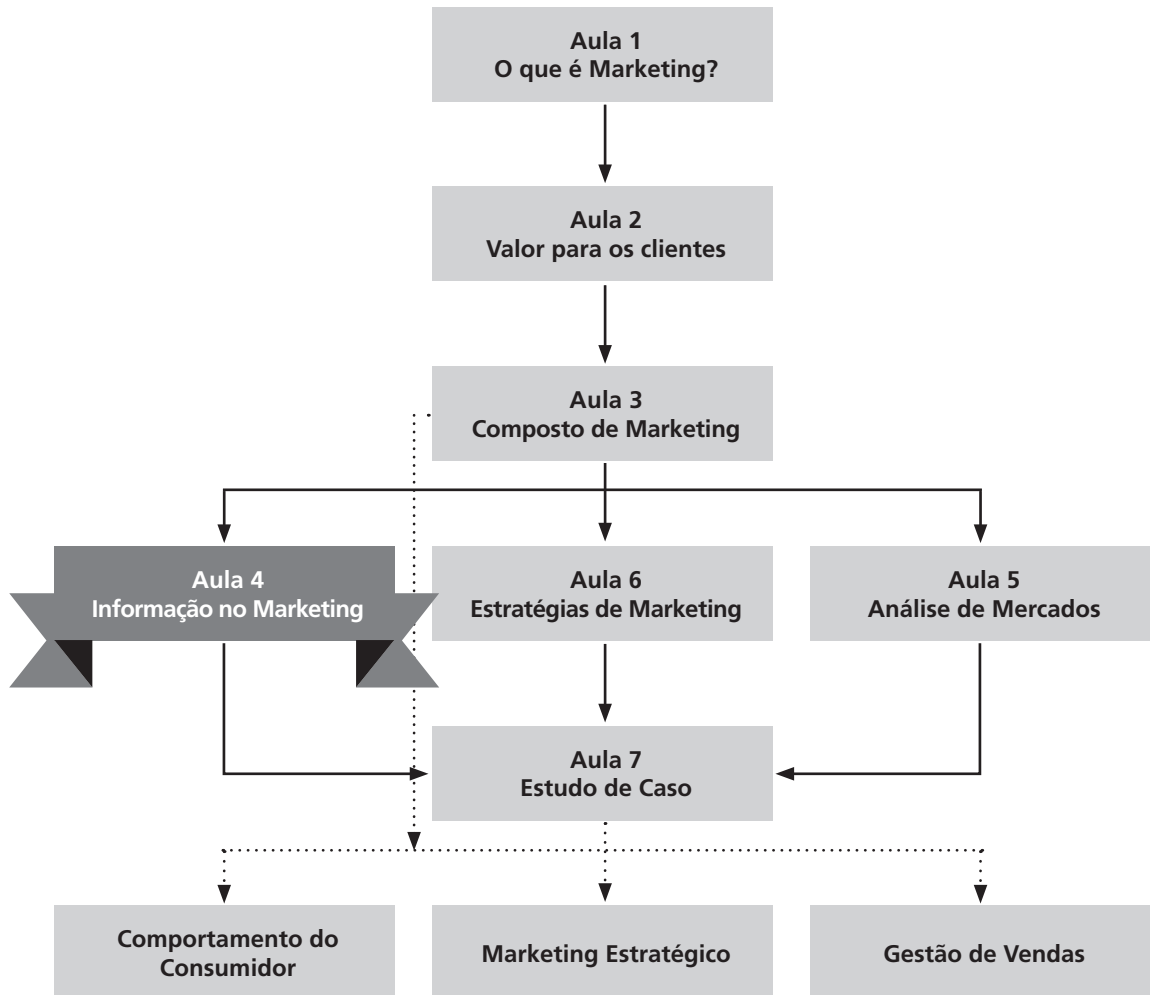 Aula 1
O que é Marketing?
Aula 2
Valor para os clientes
Aula 3
Composto de Marketing
Aula 4
Informação no Marketing
Aula 6
Estratégias de Marketing
Aula 5
Análise de Mercados
Aula 7
Estudo de Caso
Comportamento do
Consumidor
Marketing Estratégico
Gestão de Vendas